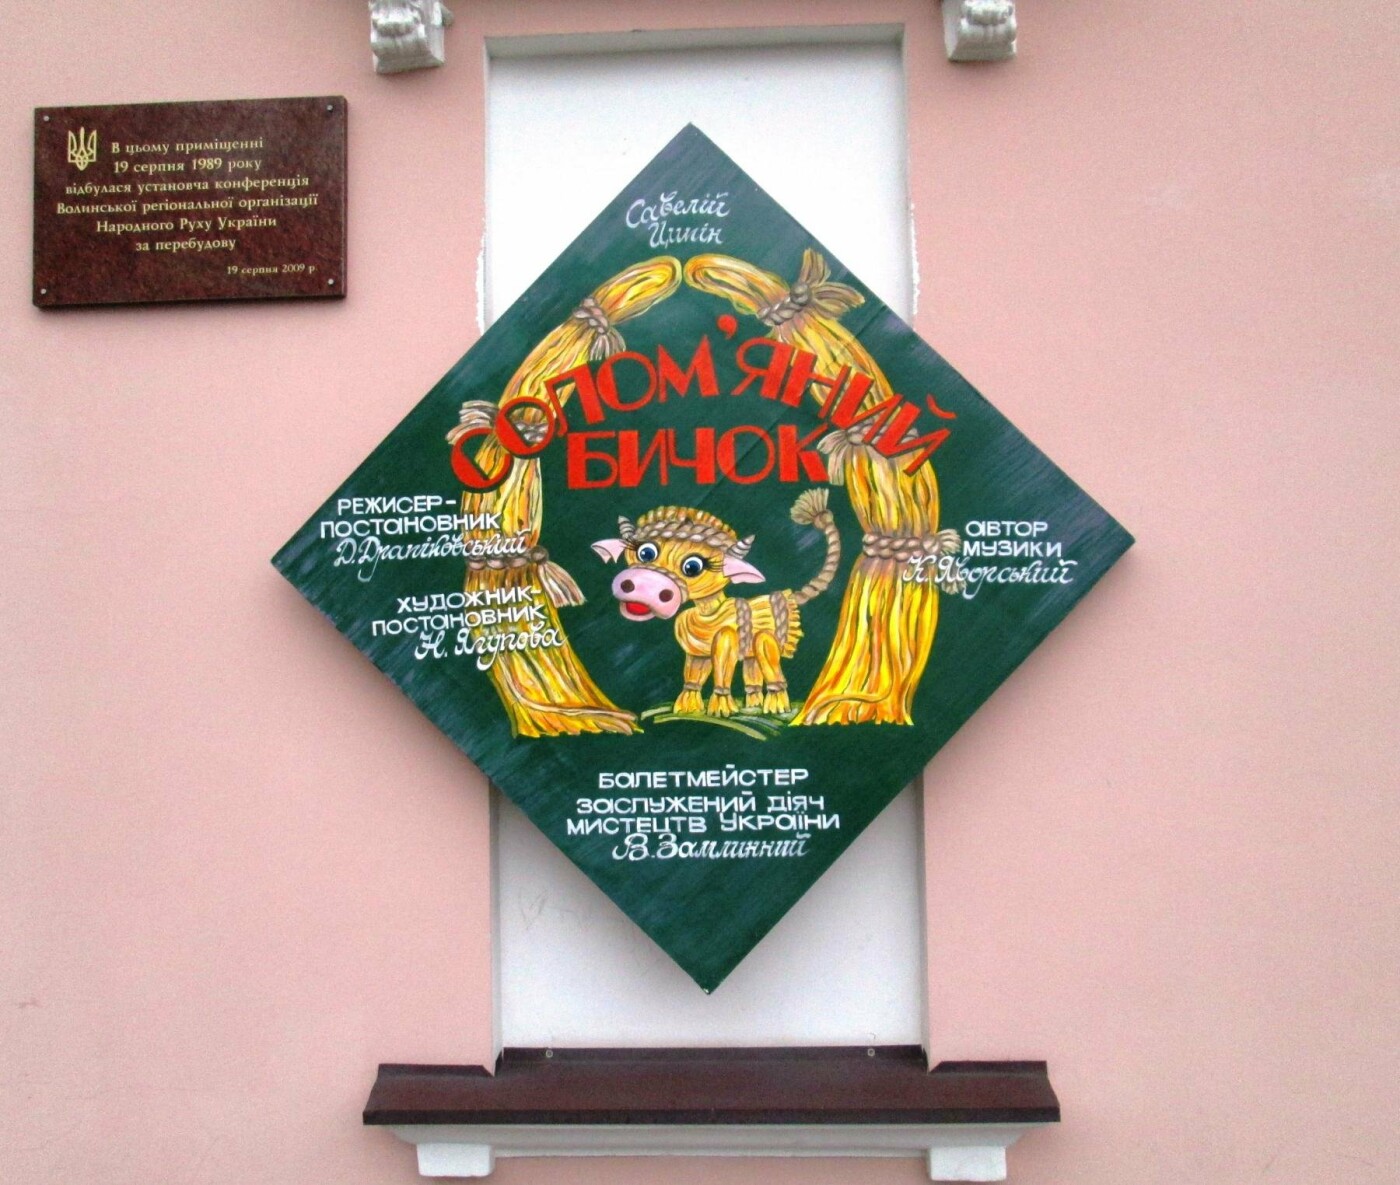 В цьому приміщенні
19 серпня 1989 року
відбулася установча конференція
Волинської регіональної організації
Народного Руху України
за перебудову
19 серпня 2009 р
Савелій
Ципін
СОЛОМ'ЯНИЙ
БИЧОК
РЕЖИСЕР-
ПОСТАНОВНИК
Д. Драпіковський
ХУДОЖНИК-
ПОСТАНОВНИК
Н. Ягупова
АВТОР
МУЗИКИ
К. Яворський
БАЛЕТМЕЙСТЕР
ЗАСЛУЖЕНИЙ ДІЯЧ
МИСТЕЦТВ УКРАЇНИ
В. Замлинний